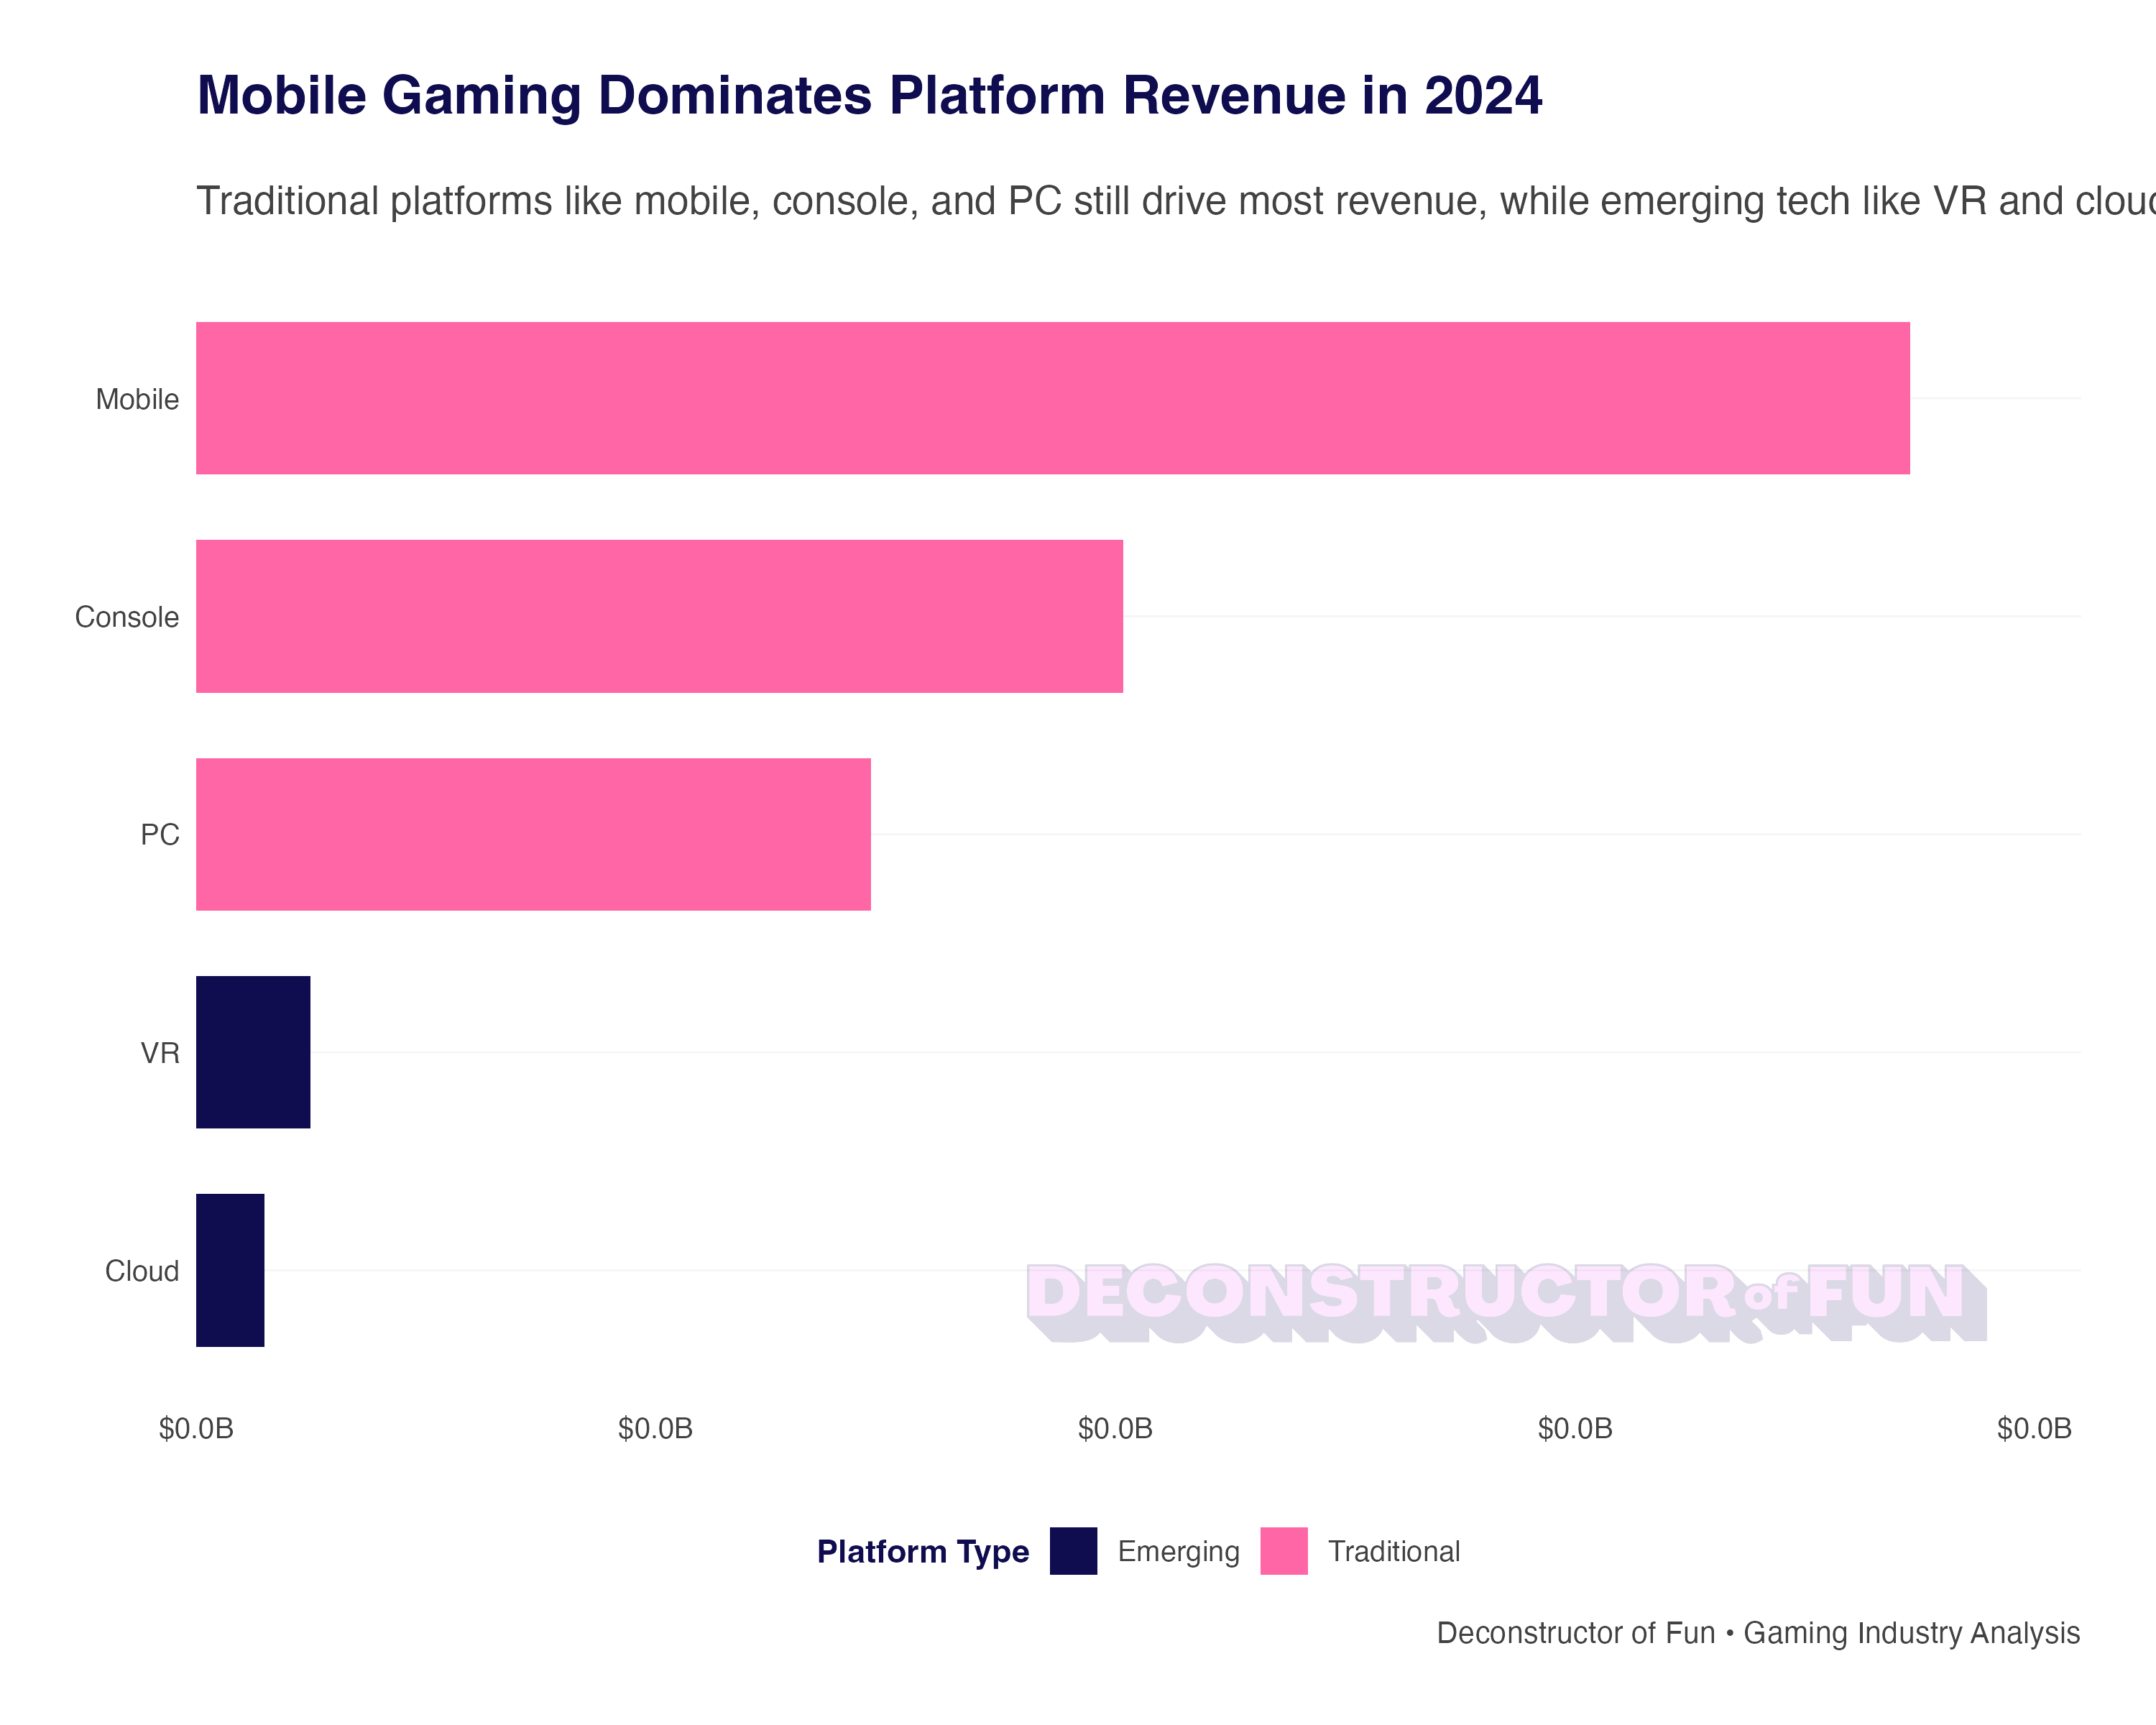 Mobile Gaming Dominates Platform Revenue in 2024
Traditional platforms like mobile, console, and PC still drive most revenue, while emerging tech like VR and
Mobile
Console
PC
VR
Cloud
DECONSTRUCTOR of FUN
$0.0B $0.0B $0.0B $0.0B $0.0B
Platform Type Emerging Traditional
Deconstructor of Fun • Gaming Industry Analysis